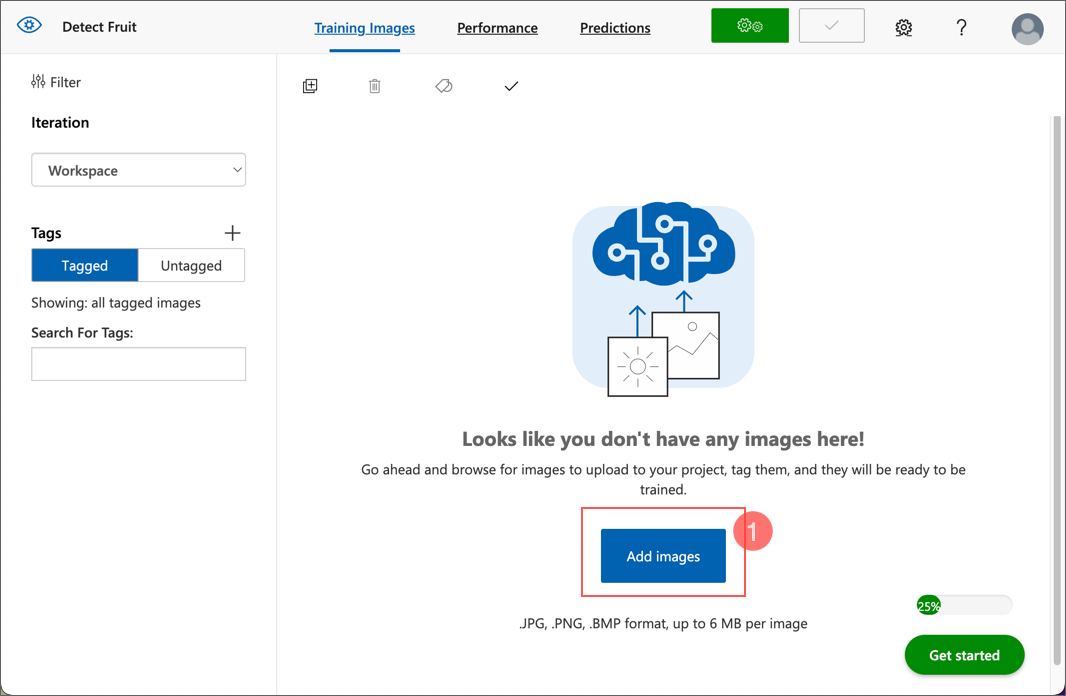 Detect Fruit
Training Images
Performance
Predictions
?
Filter
Iteration
Workspace
Tags
Tagged
Untagged
Showing: all tagged images
Search For Tags:
Looks like you don't have any images here!
Go ahead and browse for images to upload to your project, tag them, and they will be ready to be
trained.
1
Add images
25%
.JPG, .PNG, .BMP format, up to 6 MB per image
Get started